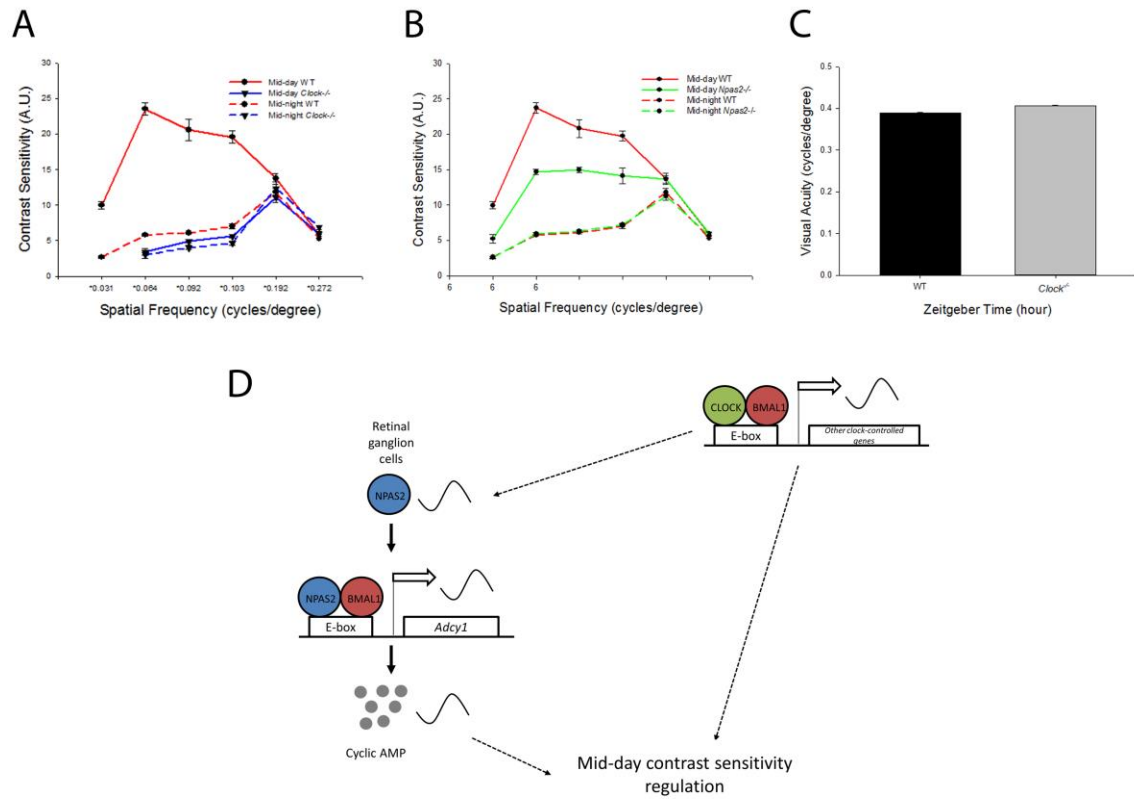 A
Contrast Sensitivity (A.U.)
30
25
20
15
10
5
0
Mid-day WT
Mid-day Clock-/-
Mid-night WT
Mid-night Clock-/-
*0.031 *0.064 *0.092 *0.103 *0.192 *0.272
Spatial Frequency (cycles/degree)
B
Contrast Sensitivity (A.U.)
30
25
20
15
10
5
0
Mid-day WT
Mid-day Npas2-/-
Mid-night WT
Mid-night Npas2-/-
6 6 6
Spatial Frequency (cycles/degree)
C
Visual Acuity (cycles/degree)
0.5
0.4
0.3
0.2
0.1
0.0
WT Clock-/-
Zeitgeber Time (hour)
D
CLOCK BMAL1
E-box
Other clock-controlled
genes
Retinal
ganglion
cells
NPAS2
NPAS2 BMAL1
E-box Adcy1
Cyclic AMP
Mid-day contrast sensitivity
regulation